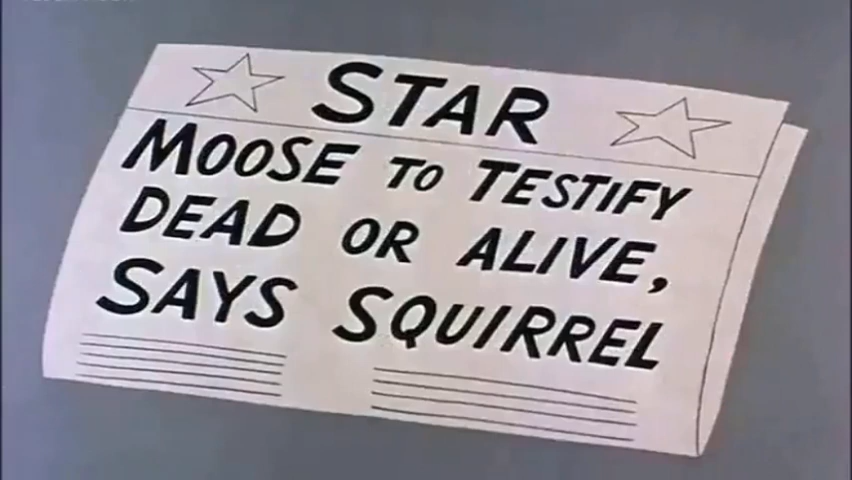 STAR
MOOSE TO TESTIFY
DEAD OR ALIVE,
SAYS SQUIRREL